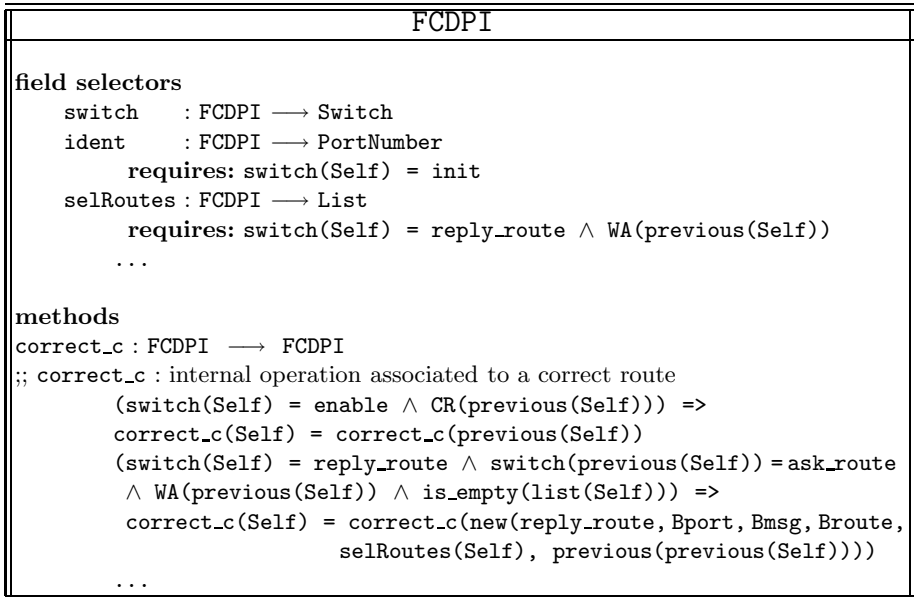 FCDPI
field selectors
switch : FCDPI ⟶ Switch
ident : FCDPI ⟶ PortNumber
requires: switch(Self) = init
selRoutes : FCDPI ⟶ List
requires: switch(Self) = reply_route ∧ WA(previous(Self))
...
methods
correct_c : FCDPI ⟶ FCDPI
;; correct_c : internal operation associated to a correct route
(switch(Self) = enable ∧ CR(previous(Self))) =>
correct_c(Self) = correct_c(previous(Self))
(switch(Self) = reply_route ∧ switch(previous(Self)) = ask_route
∧ WA(previous(Self)) ∧ is_empty(list(Self))) =>
correct_c(Self) = correct_c(new(reply_route, Bport, Bmsg, Broute,
selRoutes(Self), previous(previous(Self))))
...